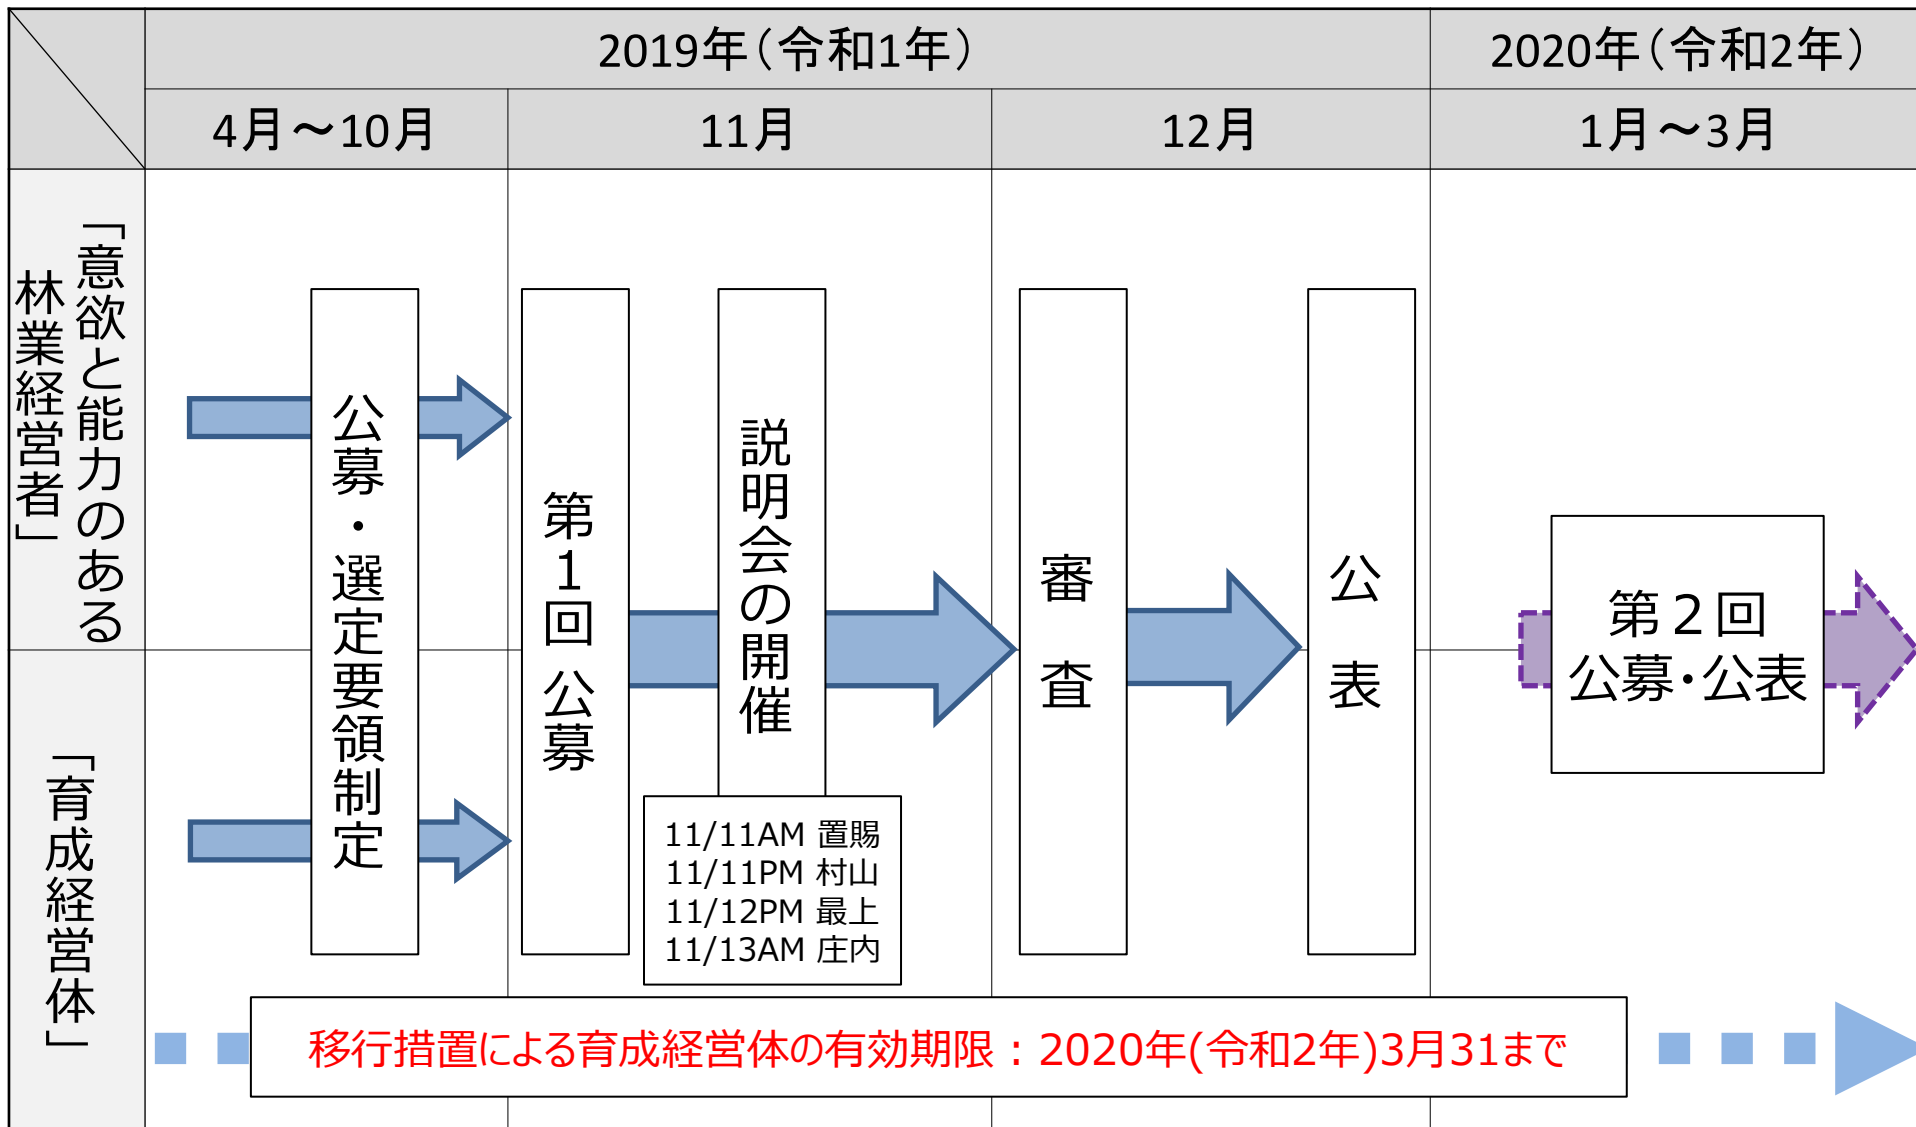 2019年（令和1年）
2020年（令和2年）
4月～10月
11月
12月
1月～3月
「意欲と能力のある
林業経営者」
「育成経営体」
公募・選定要領制定
第1回 公募
説明会の開催
11/11AM 置賜
11/11PM 村山
11/12PM 最上
11/13AM 庄内
審査
公表
第２回
公募・公表
移行措置による育成経営体の有効期限：2020年(令和2年)3月31まで